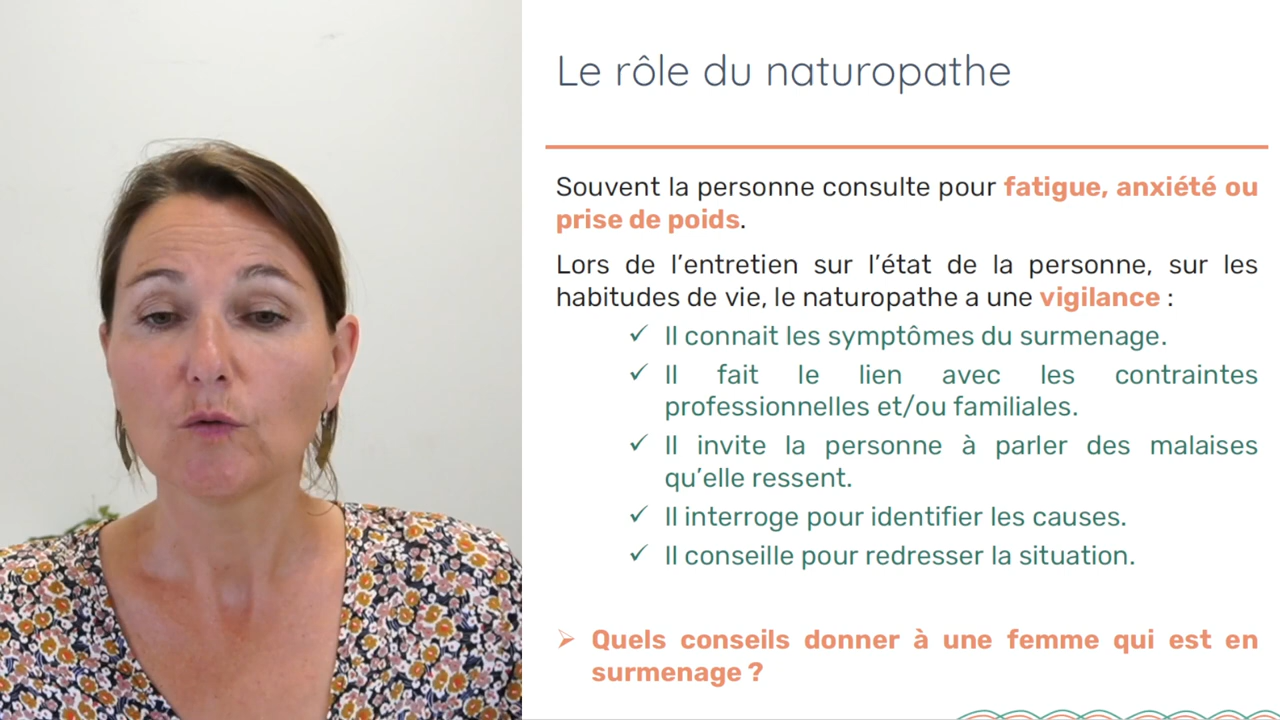 Le rôle du naturopathe
Souvent la personne consulte pour fatigue, anxiété ou
prise de poids.
Lors de l’entretien sur l’état de la personne, sur les
habitudes de vie, le naturopathe a une vigilance :
✓ Il connait les symptômes du surmenage.
✓ Il fait le lien avec les contraintes
professionnelles et/ou familiales.
✓ Il invite la personne à parler des malaises
qu’elle ressent.
✓ Il interroge pour identifier les causes.
✓ Il conseille pour redresser la situation.
➢ Quels conseils donner à une femme qui est en
surmenage ?